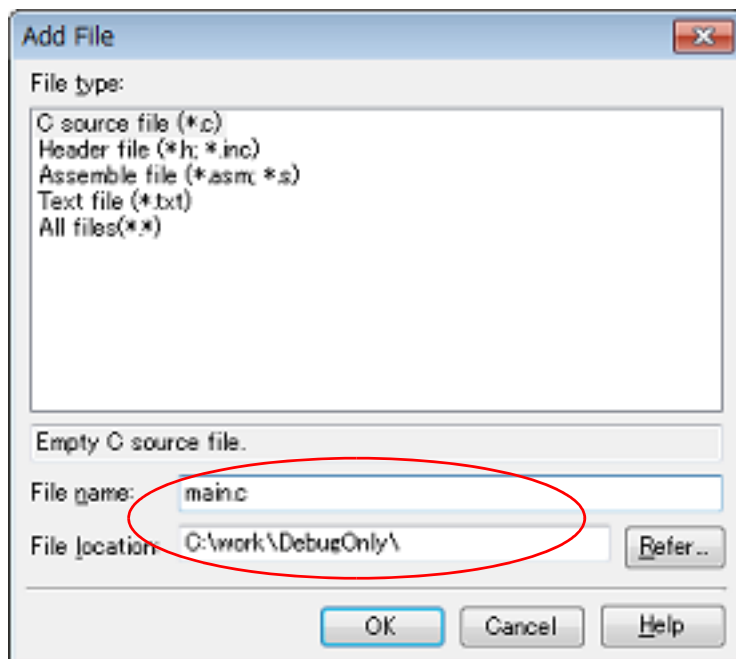 Add File
File type:
C source file (*.c)
Header file (*.h; *.inc)
Assemble file (*.asm; *.s)
Text file (*.txt)
All files(*.*)
Empty C source file.
File name: main.c
File location: C:\work\DebugOnly\ Refer...
OK Cancel Help